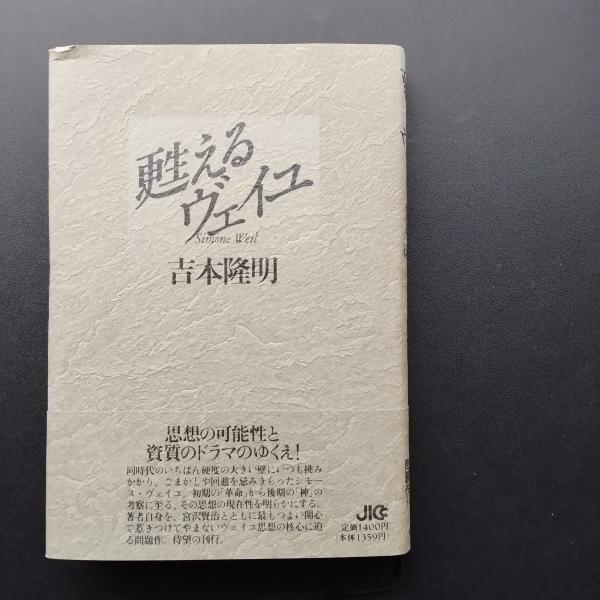 甦える
ヴェイユ
Simone Weil
吉本隆明
思想の可能性と
資質のドラマのゆくえ!
同時代のいちばん硬度の大きい壁にいつも挑み
かかり、ごまかしや回避を忌みきらったシモー
ヌ・ヴェイユ。初期の「革命」から後期の「神」の
考察に至る、その思想の現在性を明らかにする。
著者自身を、宮沢賢治とともに最もつよい関心
で惹きつけてやまないヴェイユ思想の核心に迫
る問題作。待望の刊行。
JICC
定価1400円
(本体1359円)